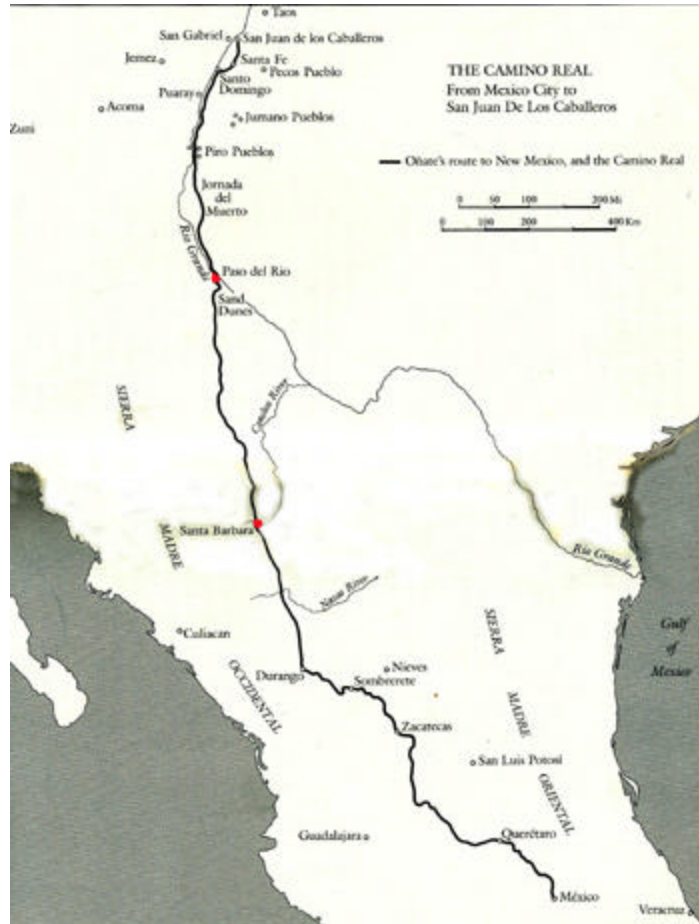 Taos
San Gabriel
San Juan de los Caballeros
Jemez
Santa Fe
Pecos Pueblo
Santo
Domingo
Puaray
Acoma
Jumano Pueblos
Zuni
Piro Pueblos
Jornada
del
Muerto
Rio Grande
Paso del Rio
Sand
Dunes
THE CAMINO REAL
From Mexico City to
San Juan De Los Caballeros
Oñate's route to New Mexico, and the Camino Real
0 50 100 200 Mi
0 100 200 400 Km
SIERRA
MADRE
OCCIDENTAL
Conchos River
Santa Barbara
Rio Grande
Nazas River
Culiacan
Durango
Nieves
Sombrerete
Zacatecas
SIERRA
MADRE
ORIENTAL
Gulf
of
Mexico
San Luis Potosí
Guadalajara
Querétaro
México
Veracruz